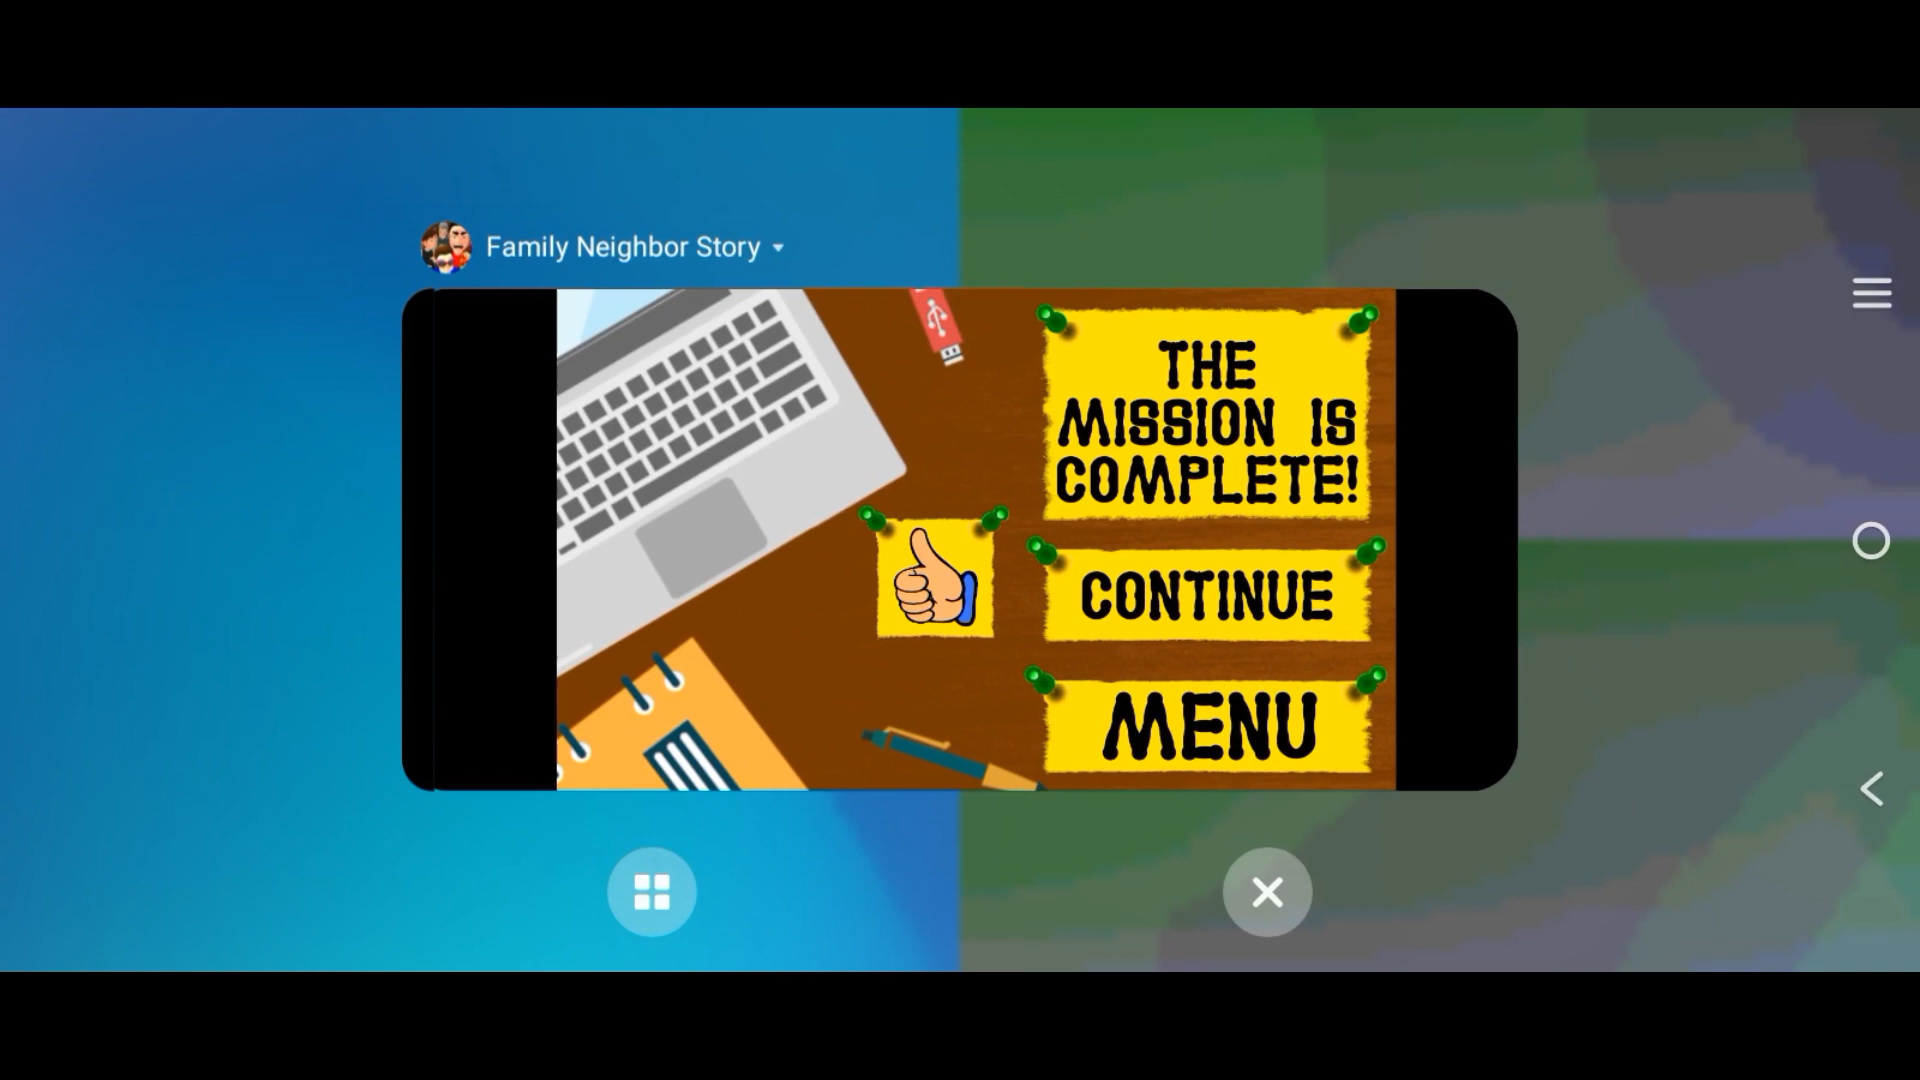 Family Neighbor Story
THE
MISSION IS
COMPLETE!
CONTINUE
MENU